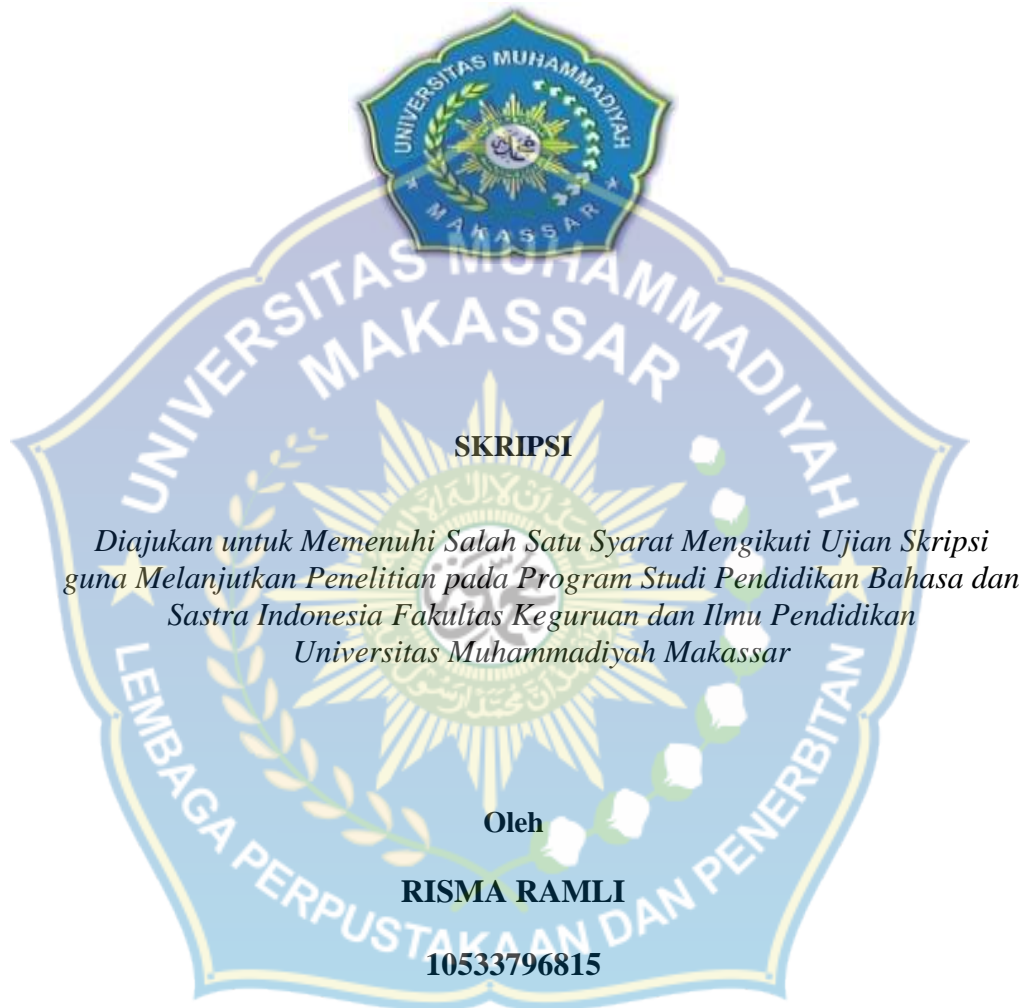 UNIVERSITAS MUHAMMADIYAH
MAKASSAR
UNIVERSITAS MUHAMMADIYAH
MAKASSAR
SKRIPSI
Diajukan untuk Memenuhi Salah Satu Syarat Mengikuti Ujian Skripsi
guna Melanjutkan Penelitian pada Program Studi Pendidikan Bahasa dan
Sastra Indonesia Fakultas Keguruan dan Ilmu Pendidikan
Universitas Muhammadiyah Makassar
Oleh
RISMA RAMLI
10533796815
LEMBAGA PERPUSTAKAAN DAN PENERBITAN